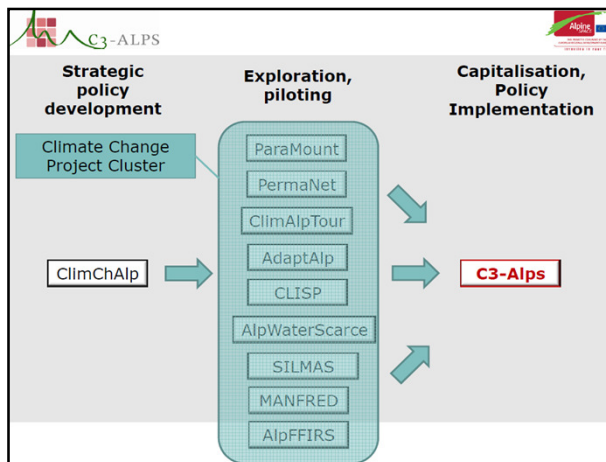 C3-ALPS
Alpine
Strategic
policy
development
Exploration,
piloting
Capitalisation,
Policy
Implementation
Climate Change
Project Cluster
ParaMount
PermaNet
ClimAlpTour
AdaptAlp
ClimChAlp
C3-Alps
CLISP
AlpWaterScarce
SILMAS
MANFRED
AlpFFIRS